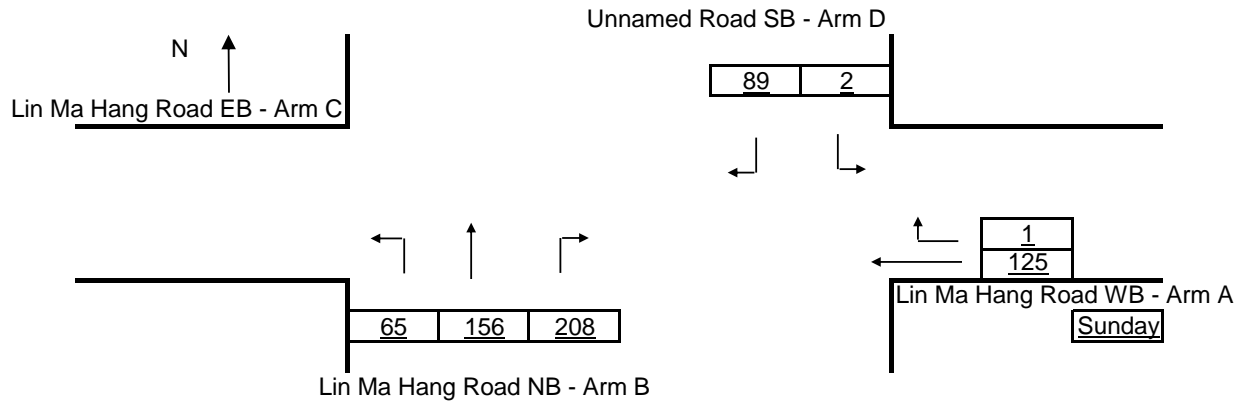 Unnamed Road SB - Arm D
N
89 2
Lin Ma Hang Road EB - Arm C
1
125
Lin Ma Hang Road WB - Arm A
Sunday
65 156 208
Lin Ma Hang Road NB - Arm B